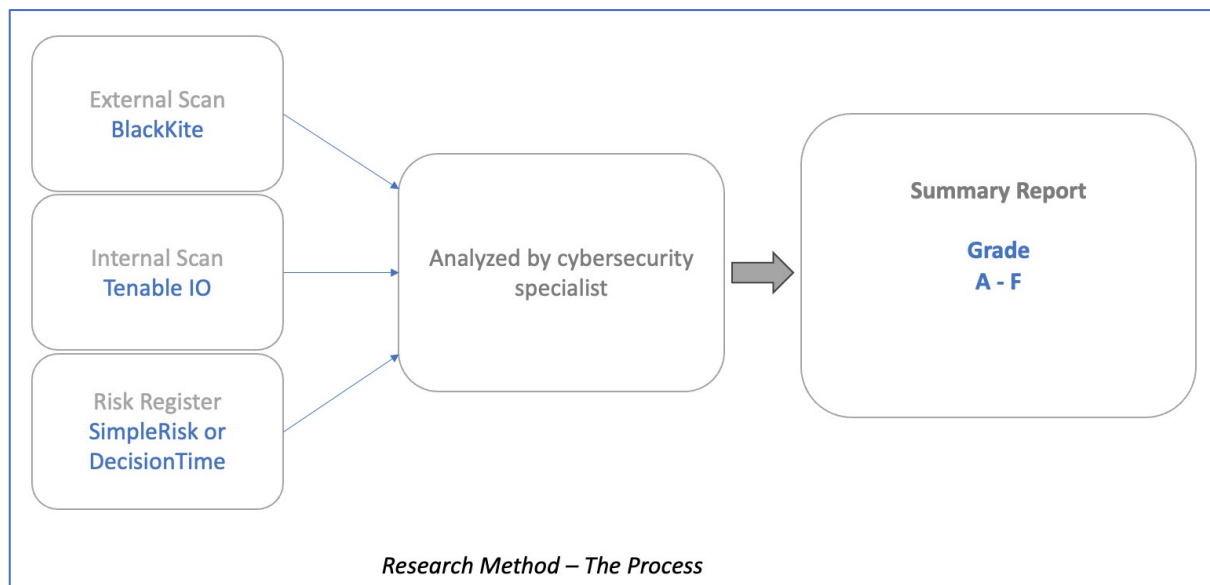 External Scan
BlackKite
Internal Scan
Tenable IO
Risk Register
SimpleRisk or
DecisionTime
Analyzed by cybersecurity
specialist
Summary Report
Grade
A - F
Research Method – The Process